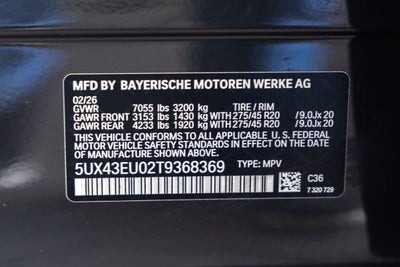 MFD BY BAYERISCHE MOTOREN WERKE AG
02/26
GVWR 7055 lbs 3200 kg TIRE / RIM
GAWR FRONT 3153 lbs 1430 kg WITH 275/45 R20 /9.0Jx 20
GAWR REAR 4233 lbs 1920 kg WITH 275/45 R20 /9.0Jx 20
THIS VEHICLE CONFORMS TO ALL APPLICABLE U.S. FEDERAL
MOTOR VEHICLE SAFETY STANDARDS IN EFFECT ON THE
DATE OF MANUFACTURE SHOWN ABOVE.
5UX43EU02T9368369 TYPE: MPV
C36
7 320 729